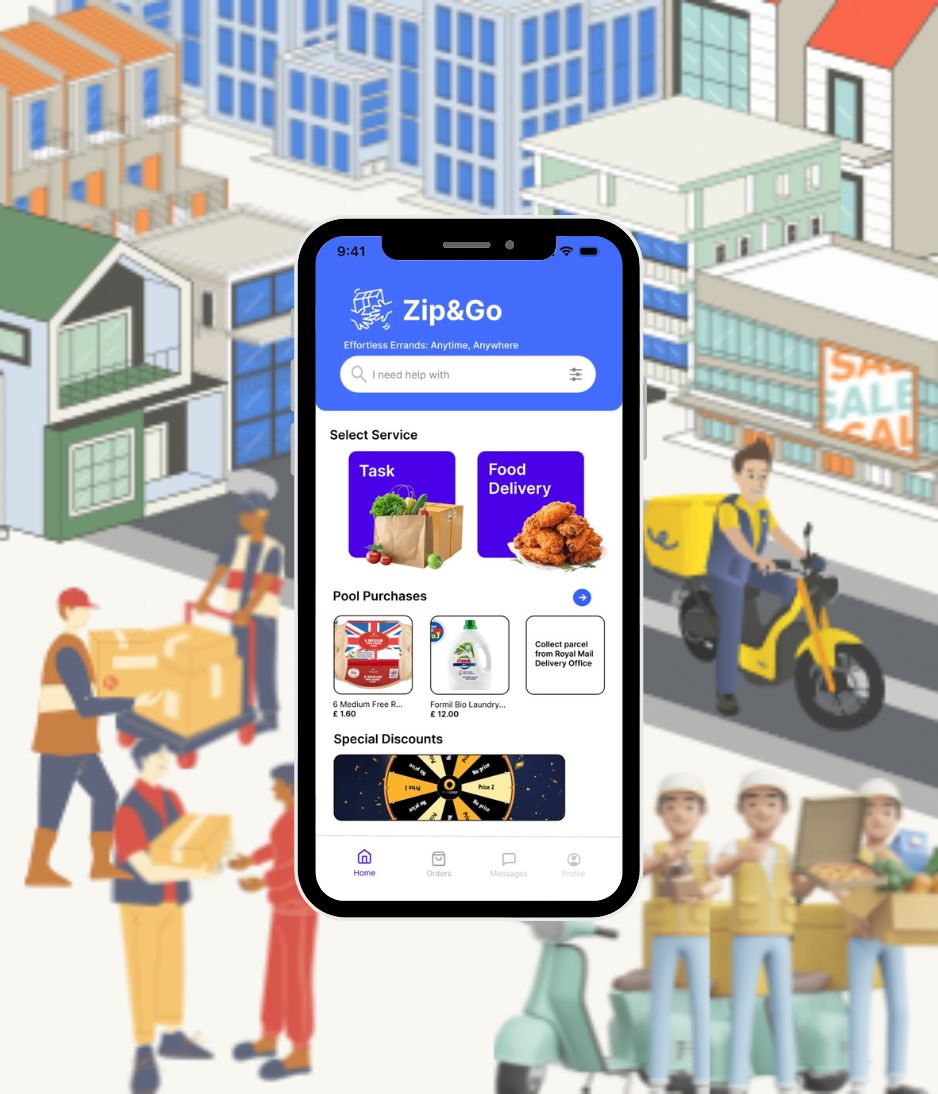 9:41
Zip&Go
Effortless Errands: Anytime, Anywhere
I need help with
Select Service
Task
Food
Delivery
Pool Purchases
Collect parcel
from Royal Mail
Delivery Office
6 Medium Free R...
£ 1.60
Formil Bio Laundry...
£ 12.00
Special Discounts
No prize
No prize
Prize 1
Prize 2
No prize
No prize
Home
Orders
Messages
Profile
SALE
SALE
SAL